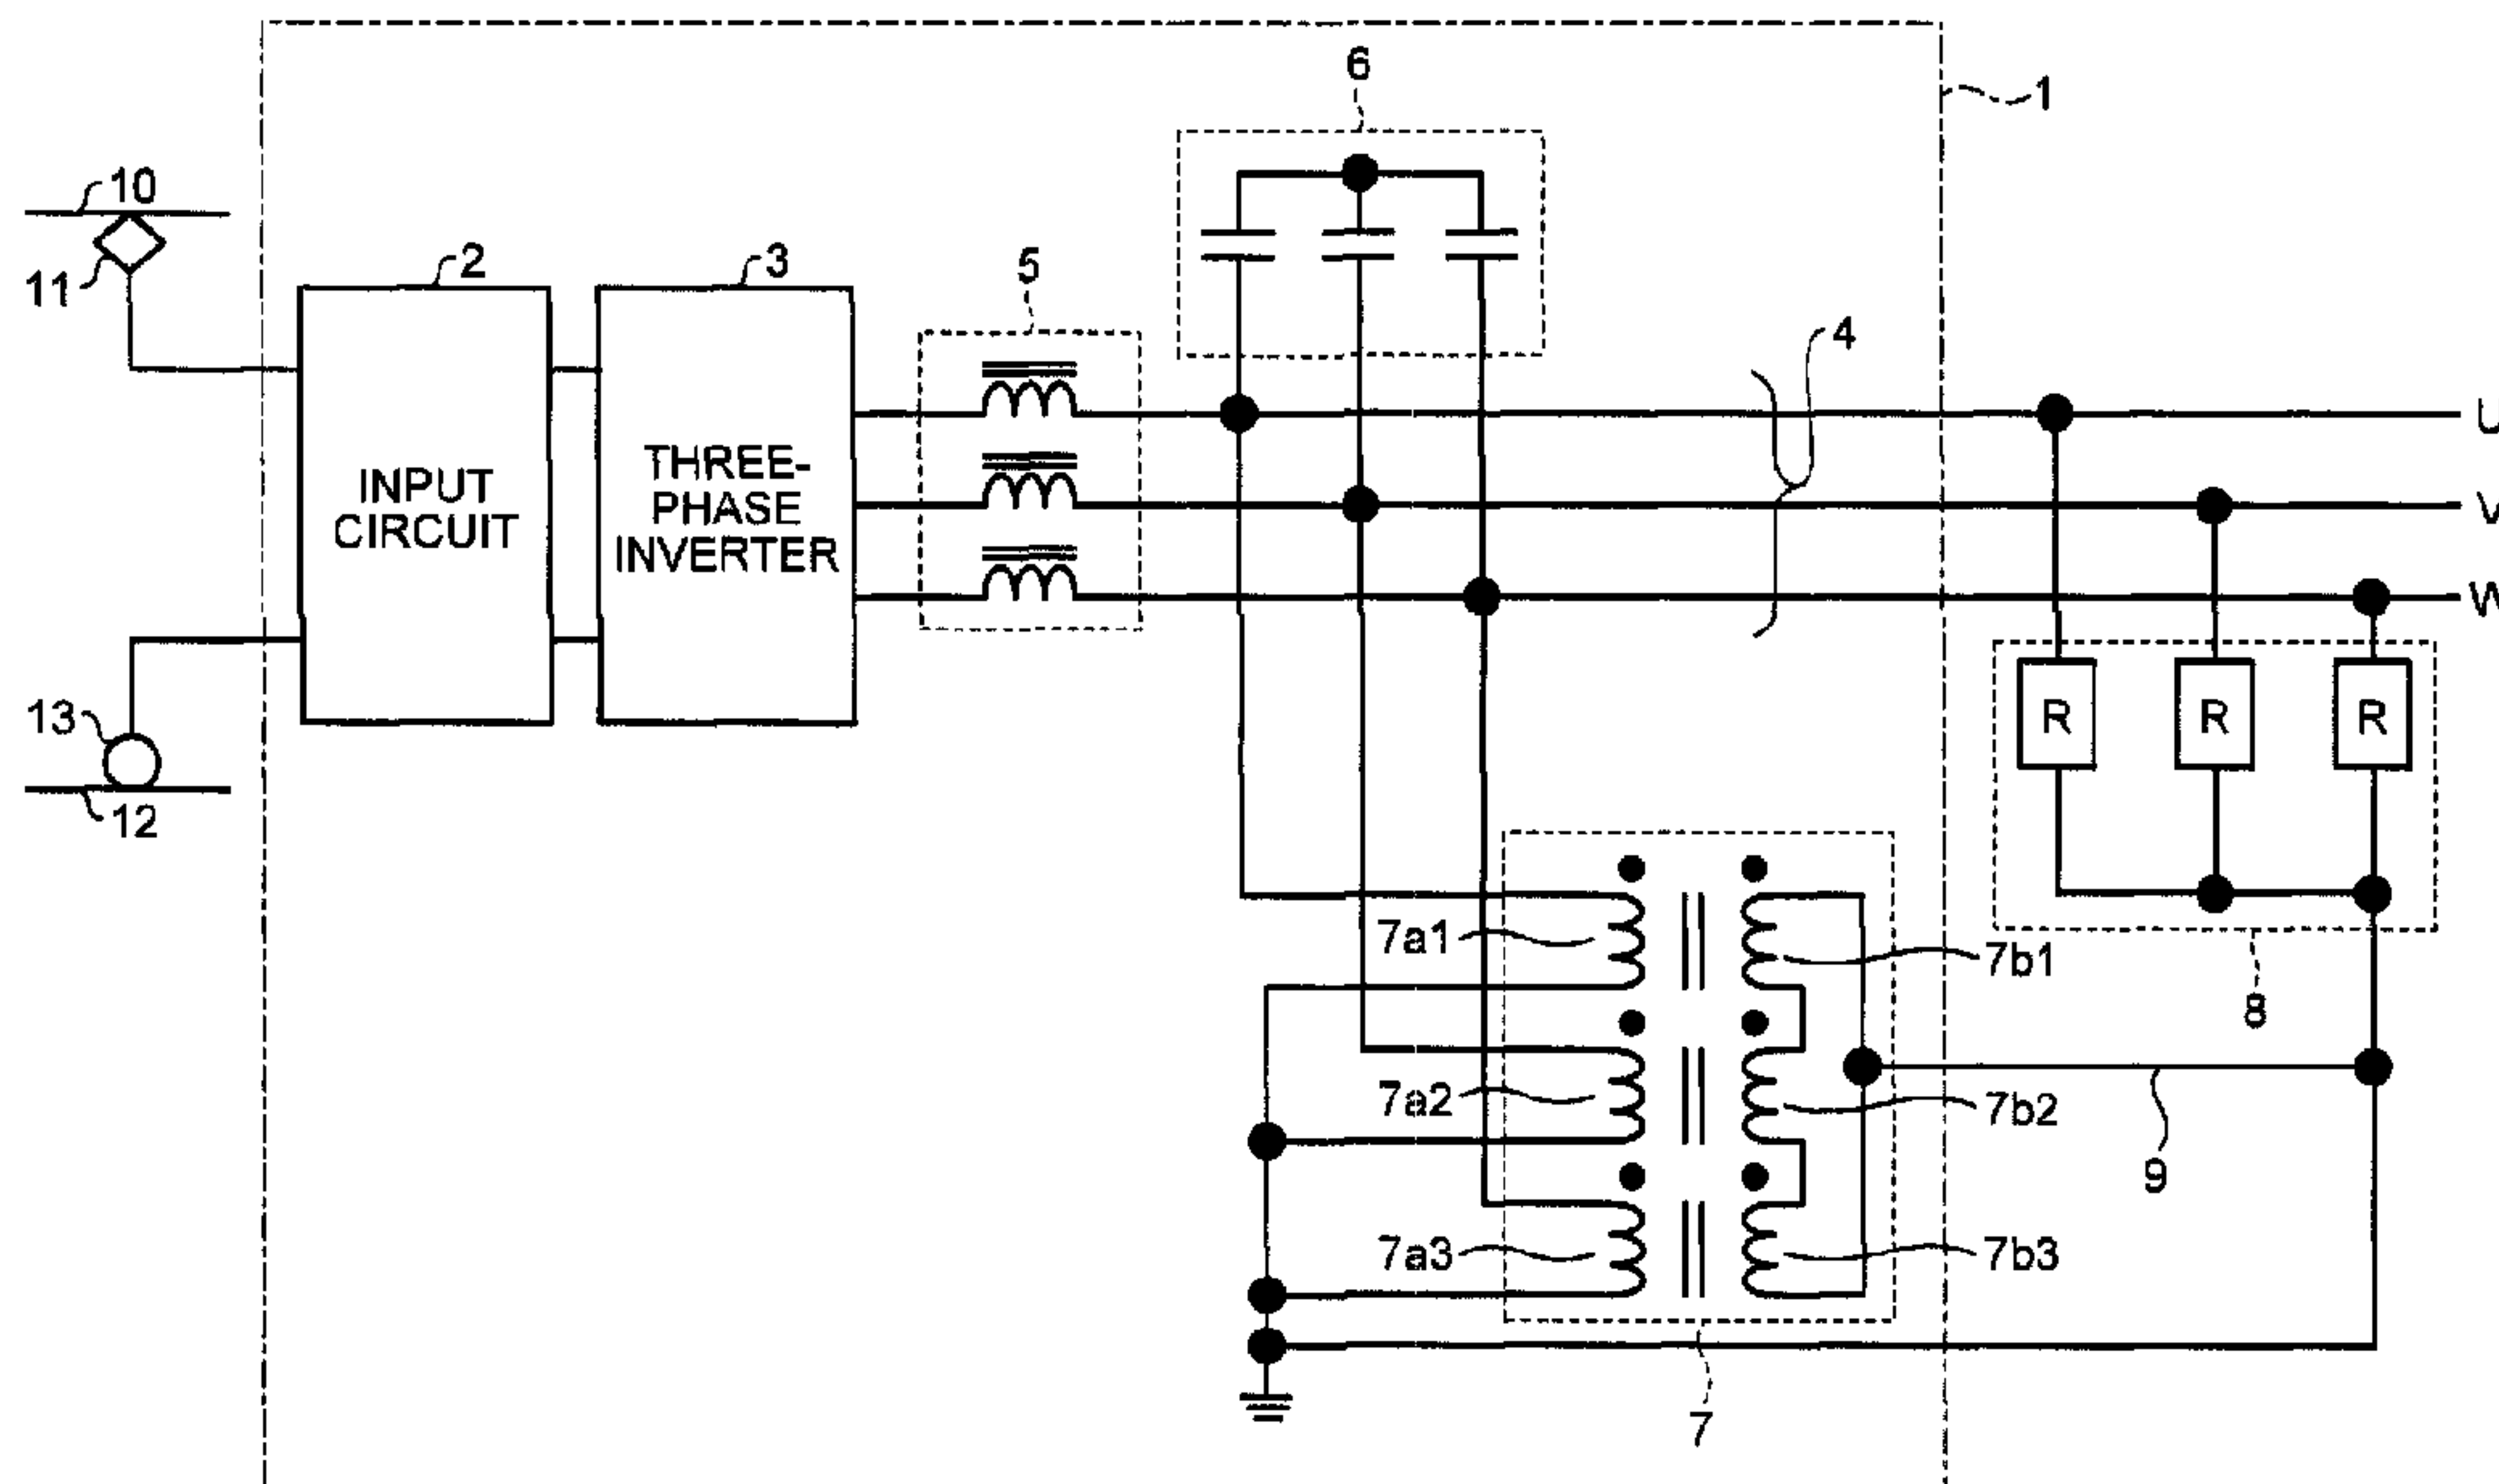 6
1
10
11
2
3
5
4
U
V
W
INPUT
CIRCUIT
THREE-
PHASE
INVERTER
13
12
R R R
7a1
7b1
8
7a2
7b2
9
7a3
7b3
7